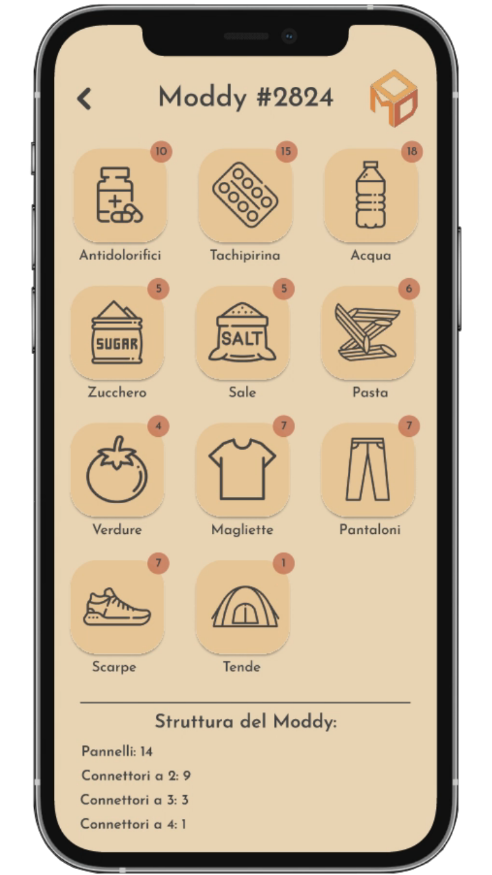 Moddy #2824
10
15
18
Antidolorifici
Tachipirina
Acqua
5
5
6
SUGAR
SALT
Zucchero
Sale
Pasta
4
7
7
Verdure
Magliette
Pantaloni
7
1
Scarpe
Tende
Struttura del Moddy:
Pannelli: 14
Connettori a 2: 9
Connettori a 3: 3
Connettori a 4: 1